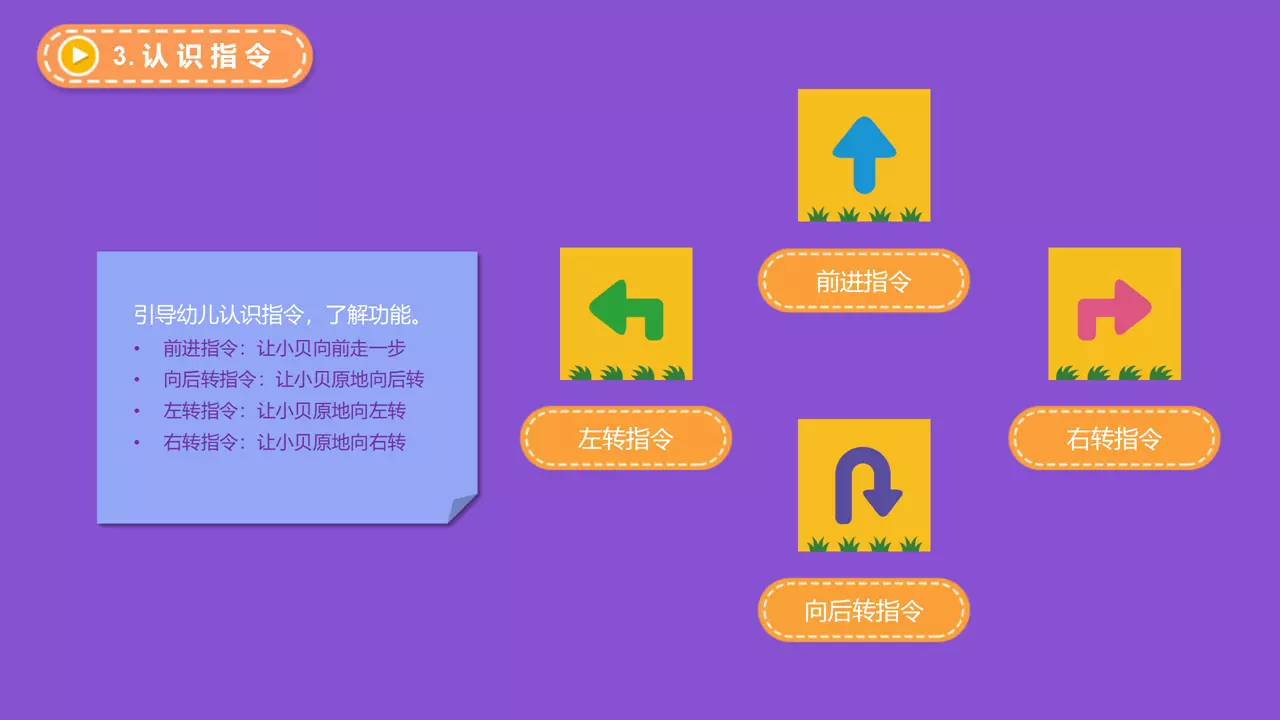 3.认识指令
引导幼儿认识指令，了解功能。
• 前进指令：让小贝向前走一步
• 向后转指令：让小贝原地向后转
• 左转指令：让小贝原地向左转
• 右转指令：让小贝原地向右转
前进指令
左转指令
右转指令
向后转指令